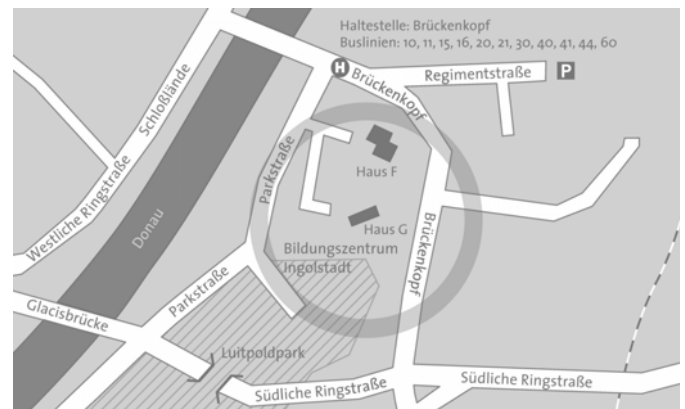 Haltestelle: Brückenkopf
Buslinien: 10, 11, 15, 16, 20, 21, 30, 40, 41, 44, 60
H
Brückenkopf
Regimentstraße
P
Schloßlände
Parkstraße
Haus F
Westliche Ringstraße
Donau
Haus G
Brückenkopf
Bildungszentrum
Ingolstadt
Parkstraße
Glacisbrücke
Luitpoldpark
Südliche Ringstraße
Südliche Ringstraße